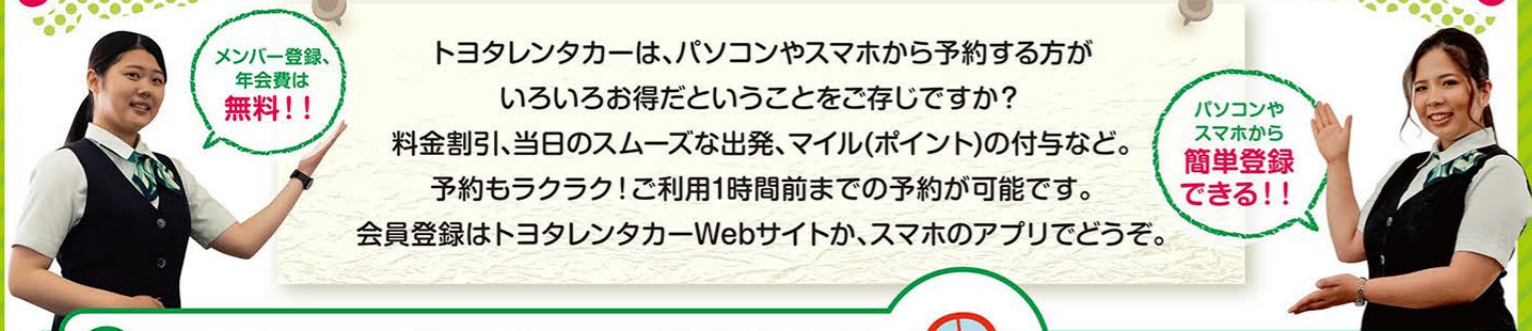 メンバー登録、
年会費は
無料!!
トヨタレンタカーは、パソコンやスマホから予約する方が
いろいろお得だということをご存じですか?
料金割引、当日のスムーズな出発、マイル(ポイント)の付与など。
予約もラクラク!ご利用1時間前までの予約が可能です。
会員登録はトヨタレンタカーWebサイトか、スマホのアプリでどうぞ。
パソコンや
スマホから
簡単登録
できる!!